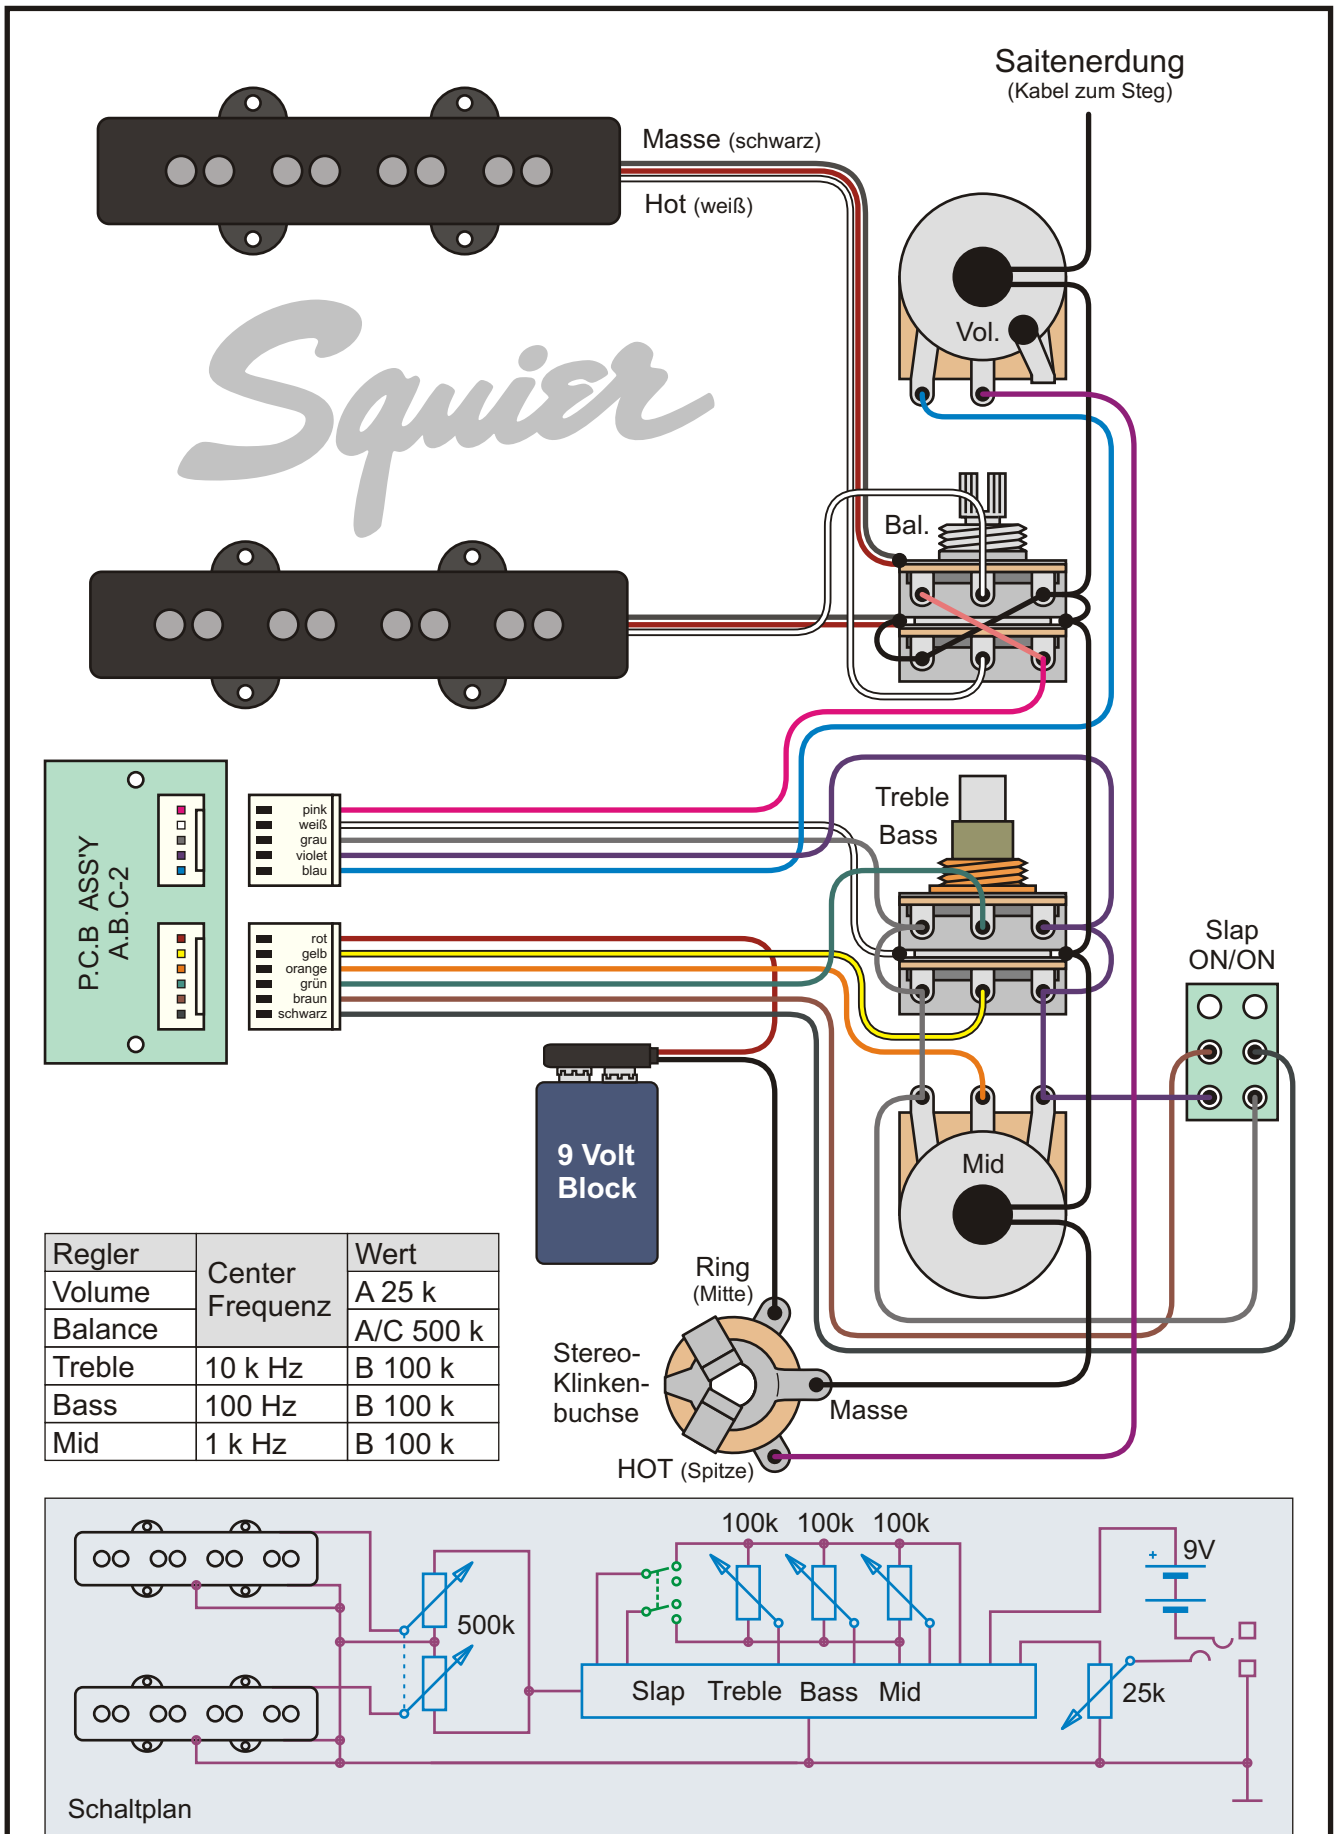 Saitenerdung
(Kabel zum Steg)
Masse (schwarz)
Hot (weiß)
Vol.
Squier
Bal.
P.C.B ASS'Y
A.B.C-2
pink
weiß
grau
violet
blau
rot
gelb
orange
grün
braun
schwarz
Treble
Bass
Slap
ON/ON
9 Volt
Block
Mid
Regler Center Frequenz Wert
Volume A 25 k
Balance A/C 500 k
Treble 10 k Hz B 100 k
Bass 100 Hz B 100 k
Mid 1 k Hz B 100 k
Ring
(Mitte)
Stereo-
Klinken-
buchse
Masse
HOT (Spitze)
100k 100k 100k
+ 9V
500k
Slap Treble Bass Mid
25k
Schaltplan